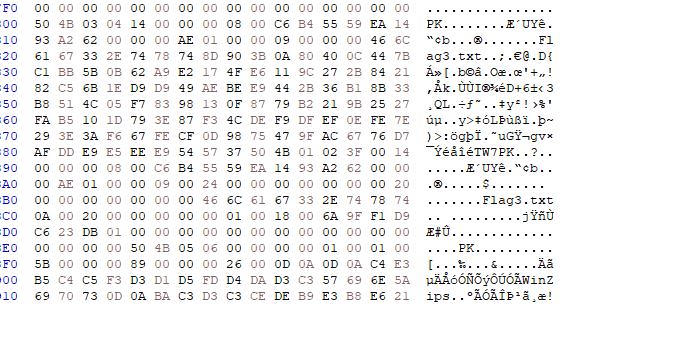 F0 00 00 00 00 00 00 00 00 00 00 00 00 00 00 00 00 ................
00 50 4B 03 04 14 00 00 00 08 00 C6 B4 55 59 EA 14 PK........Æ´UYê.
10 93 A2 62 00 00 00 AE 01 00 00 09 00 00 00 46 6C “¢b...®.......Fl
20 61 67 33 2E 74 78 74 8D 90 3B 0A 80 40 0C 44 7B ag3.txt..;.€@.D{
30 C1 BB 5B 0B 62 A9 E2 17 4F E6 11 9C 27 2B 84 21 Á»[.b©â.Oæ.œ'+„!
40 82 C5 6B 1E D9 D9 49 AE BE E9 44 2B 36 B1 8B 33 ‚Åk.ÙÙI®¾éD+6±‹3
50 B8 51 4C 05 F7 83 98 13 0F 87 79 B2 21 9B 25 27 ¸QL.÷ƒ˜..‡y²!›%'
60 FA B5 10 1D 79 3E 87 F3 4C DE F9 DF EF 0E FE 7E úµ..y>‡óLÞùßï.þ~
70 29 3E 3A F6 67 FE CF 0D 98 75 47 9F AC 67 76 D7 )>:ögþÏ.˜uGŸ¬gv×
80 AF DD E9 E5 EE E9 54 57 37 50 4B 01 02 3F 00 14 ¯ÝéåîéTW7PK..?..
90 00 00 00 08 00 C6 B4 55 59 EA 14 93 A2 62 00 00 .....Æ´UYê.“¢b..
A0 00 AE 01 00 00 09 00 24 00 00 00 00 00 00 00 20 .®.....$.......
B0 00 00 00 00 00 00 00 46 6C 61 67 33 2E 74 78 74 .......Flag3.txt
C0 0A 00 20 00 00 00 00 00 01 00 18 00 6A 9F F1 D9 .. .........jŸñÙ
D0 C6 23 DB 01 00 00 00 00 00 00 00 00 00 00 00 00 Æ#Û.............
E0 00 00 00 00 50 4B 05 06 00 00 00 00 01 00 01 00 ....PK..........
F0 5B 00 00 00 89 00 00 00 26 00 0D 0A 0D 0A C4 E3 [...‰...&.....Äã
00 B5 C4 C5 F3 D3 D1 D5 FD D4 DA D3 C3 57 69 6E 5A µÄÅóÓÑÕýÔÚÓÃWinZ
10 69 70 73 0D 0A BA C3 D3 C3 CE DE B9 E3 B8 E6 21 ips..ºÃÓÃÎÞ¹ã¸æ!